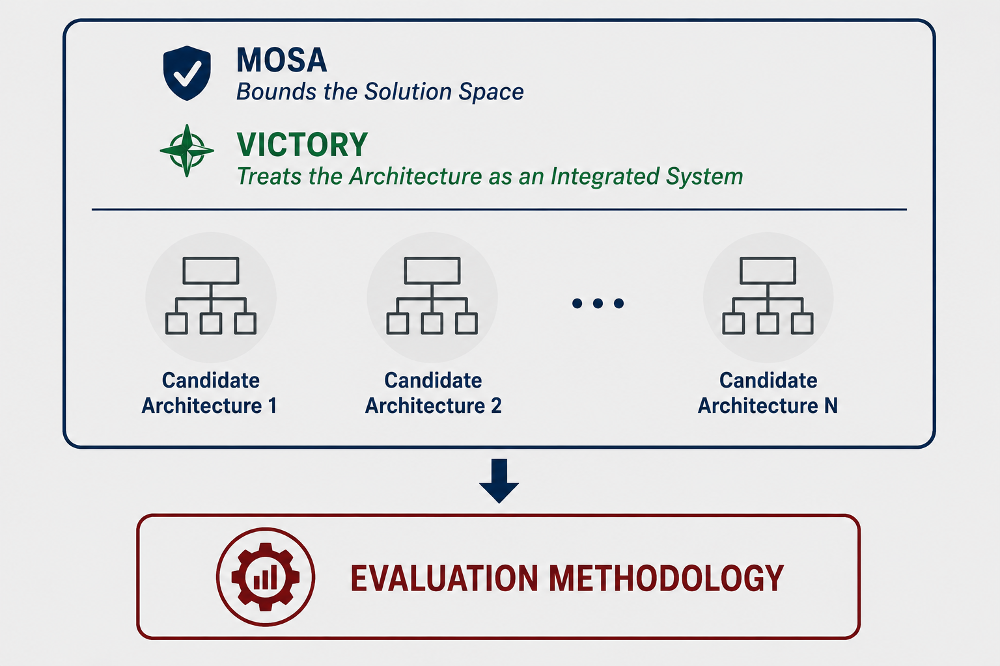 MOSA
Bounds the Solution Space
VICTORY
Treats the Architecture as an Integrated System
Candidate
Architecture 1
Candidate
Architecture 2
Candidate
Architecture N
EVALUATION METHODOLOGY